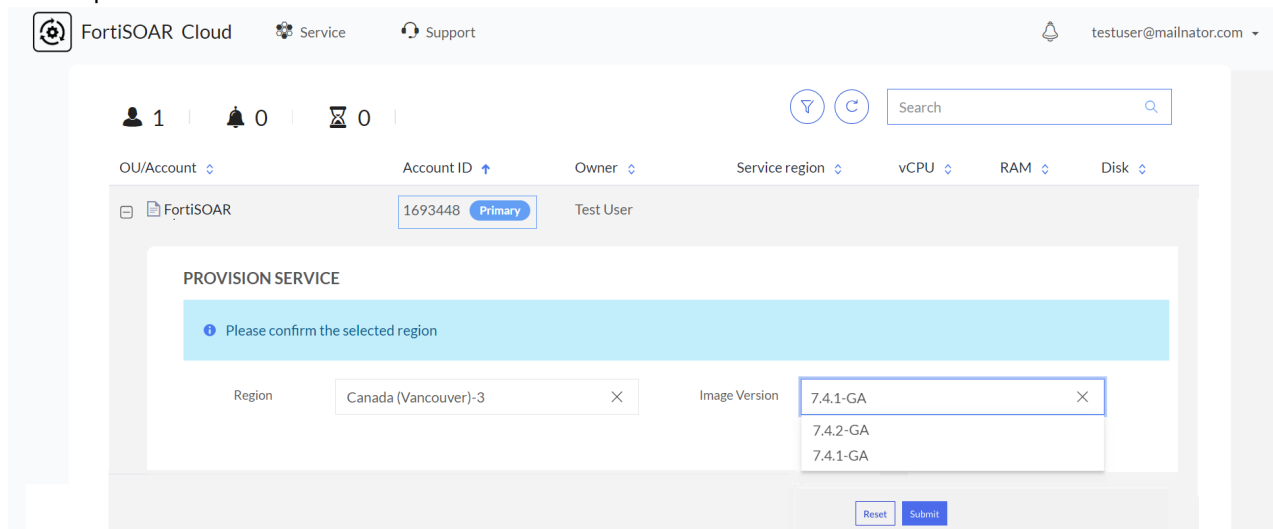 FortiSOAR Cloud Service Support testuser@mailnator.com
1 0 0 Search
OU/Account Account ID Owner Service region vCPU RAM Disk
FortiSOAR 1693448 Primary Test User
PROVISION SERVICE
Please confirm the selected region
Region Canada (Vancouver)-3 Image Version 7.4.1-GA
7.4.2-GA
7.4.1-GA
Reset Submit